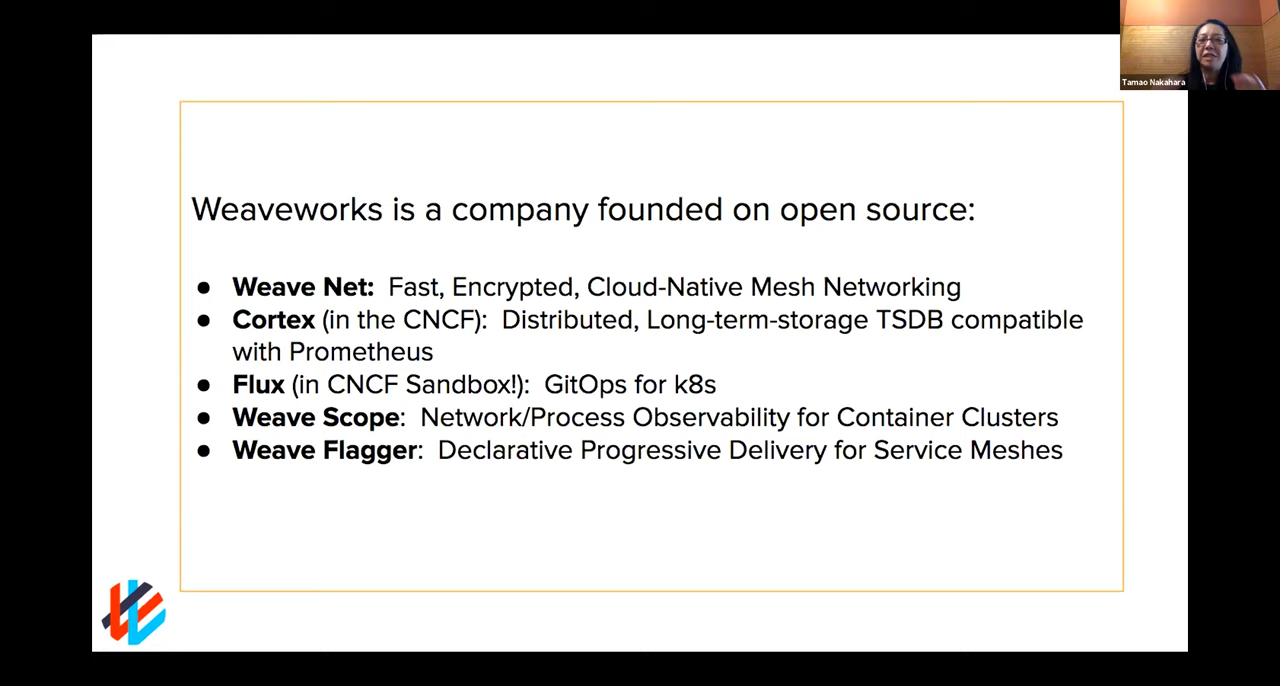 Tamao Nakahara
Weaveworks is a company founded on open source:
● Weave Net: Fast, Encrypted, Cloud-Native Mesh Networking
● Cortex (in the CNCF): Distributed, Long-term-storage TSDB compatible
with Prometheus
● Flux (in CNCF Sandbox!): GitOps for k8s
● Weave Scope: Network/Process Observability for Container Clusters
● Weave Flagger: Declarative Progressive Delivery for Service Meshes